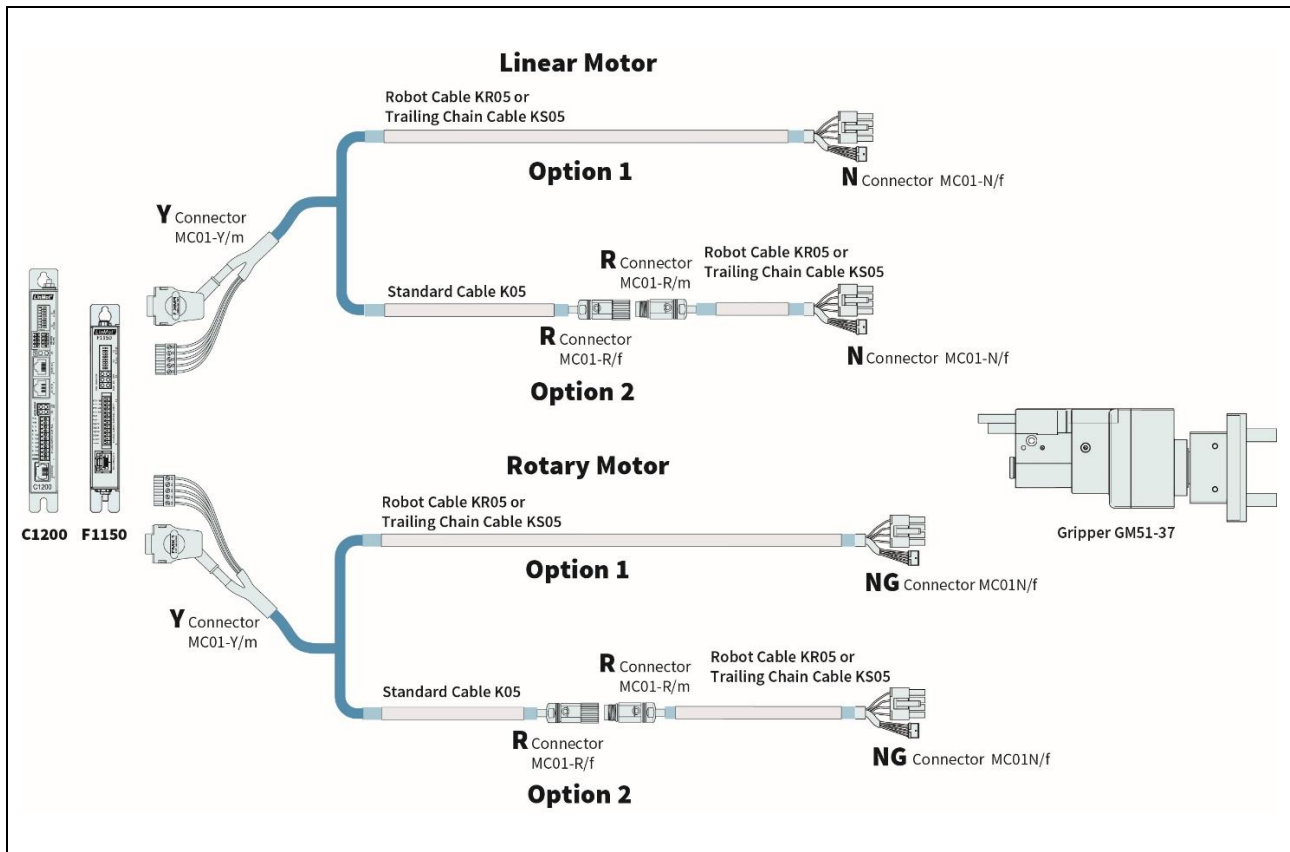 Linear Motor
Robot Cable KR05 or
Trailing Chain Cable KS05
Option 1
N Connector MC01-N/f
Y Connector
MC01-Y/m
R Connector
MC01-R/m
Robot Cable KR05 or
Trailing Chain Cable KS05
Standard Cable K05
R Connector
MC01-R/f
N Connector MC01-N/f
Option 2
C1200
F1150
C1200 F1150
Rotary Motor
Robot Cable KR05 or
Trailing Chain Cable KS05
Option 1
NG Connector MC01N/f
Gripper GM51-37
Y Connector
MC01-Y/m
R Connector
MC01-R/m
Robot Cable KR05 or
Trailing Chain Cable KS05
Standard Cable K05
R Connector
MC01-R/f
NG Connector MC01N/f
Option 2